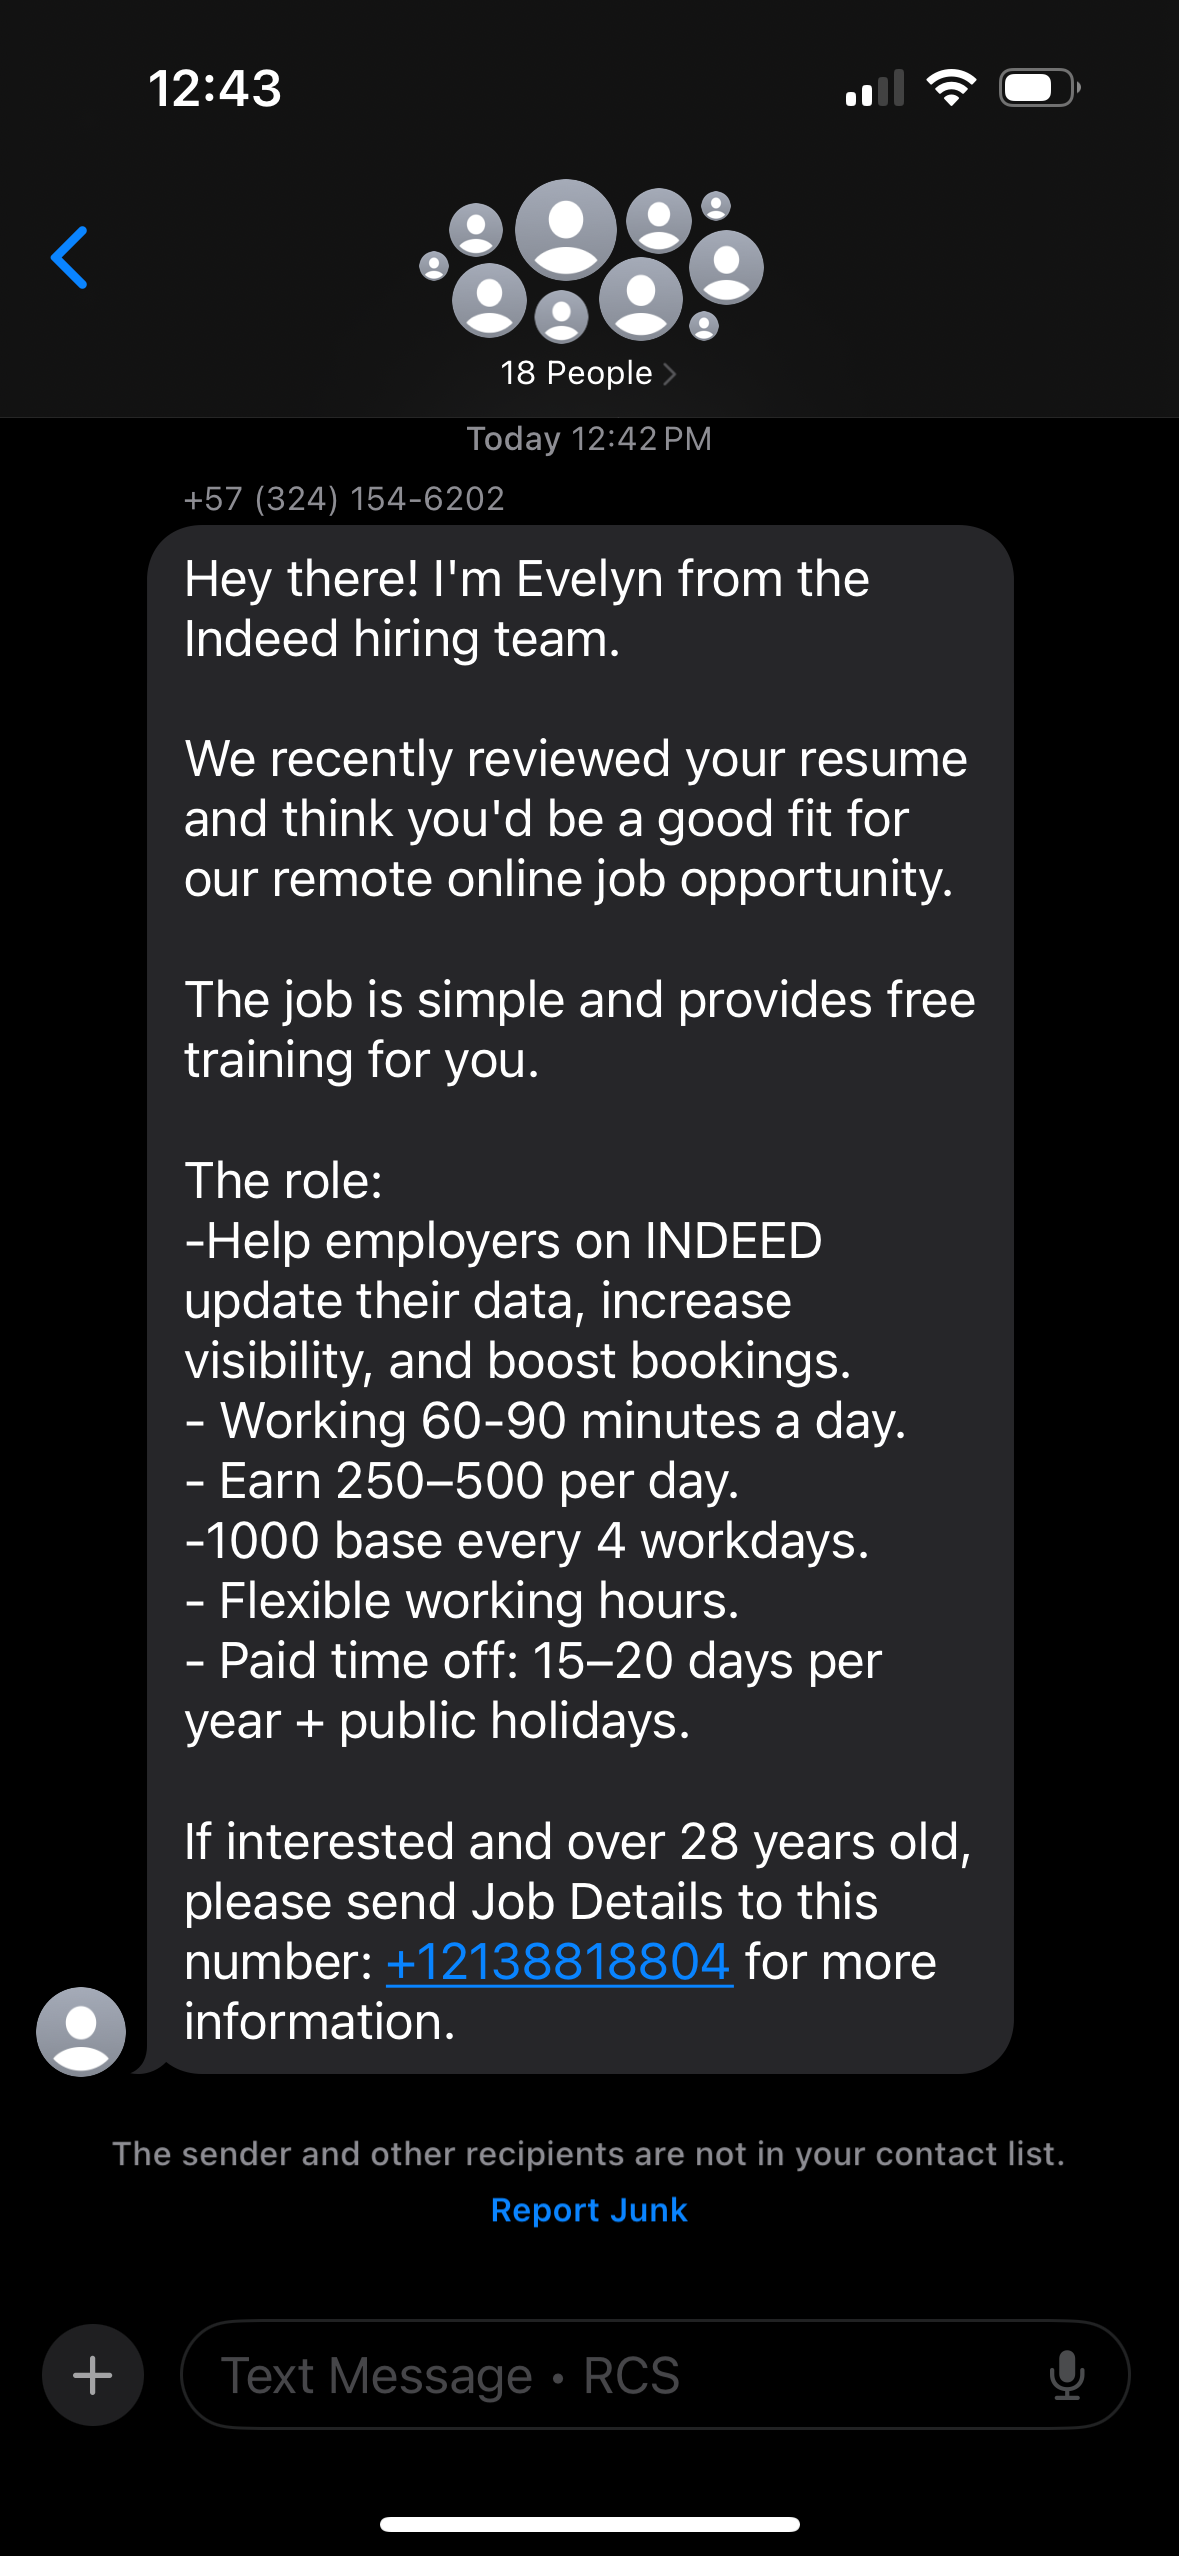 12:43
18 People
Today 12:42 PM
+57 (324) 154-6202
Hey there! I'm Evelyn from the
Indeed hiring team.
We recently reviewed your resume
and think you'd be a good fit for
our remote online job opportunity.
The job is simple and provides free
training for you.
The role:
-Help employers on INDEED
update their data, increase
visibility, and boost bookings.
- Working 60-90 minutes a day.
- Earn 250–500 per day.
-1000 base every 4 workdays.
- Flexible working hours.
- Paid time off: 15–20 days per
year + public holidays.
If interested and over 28 years old,
please send Job Details to this
number: +12138818804 for more
information.
The sender and other recipients are not in your contact list.
Report Junk
Text Message • RCS